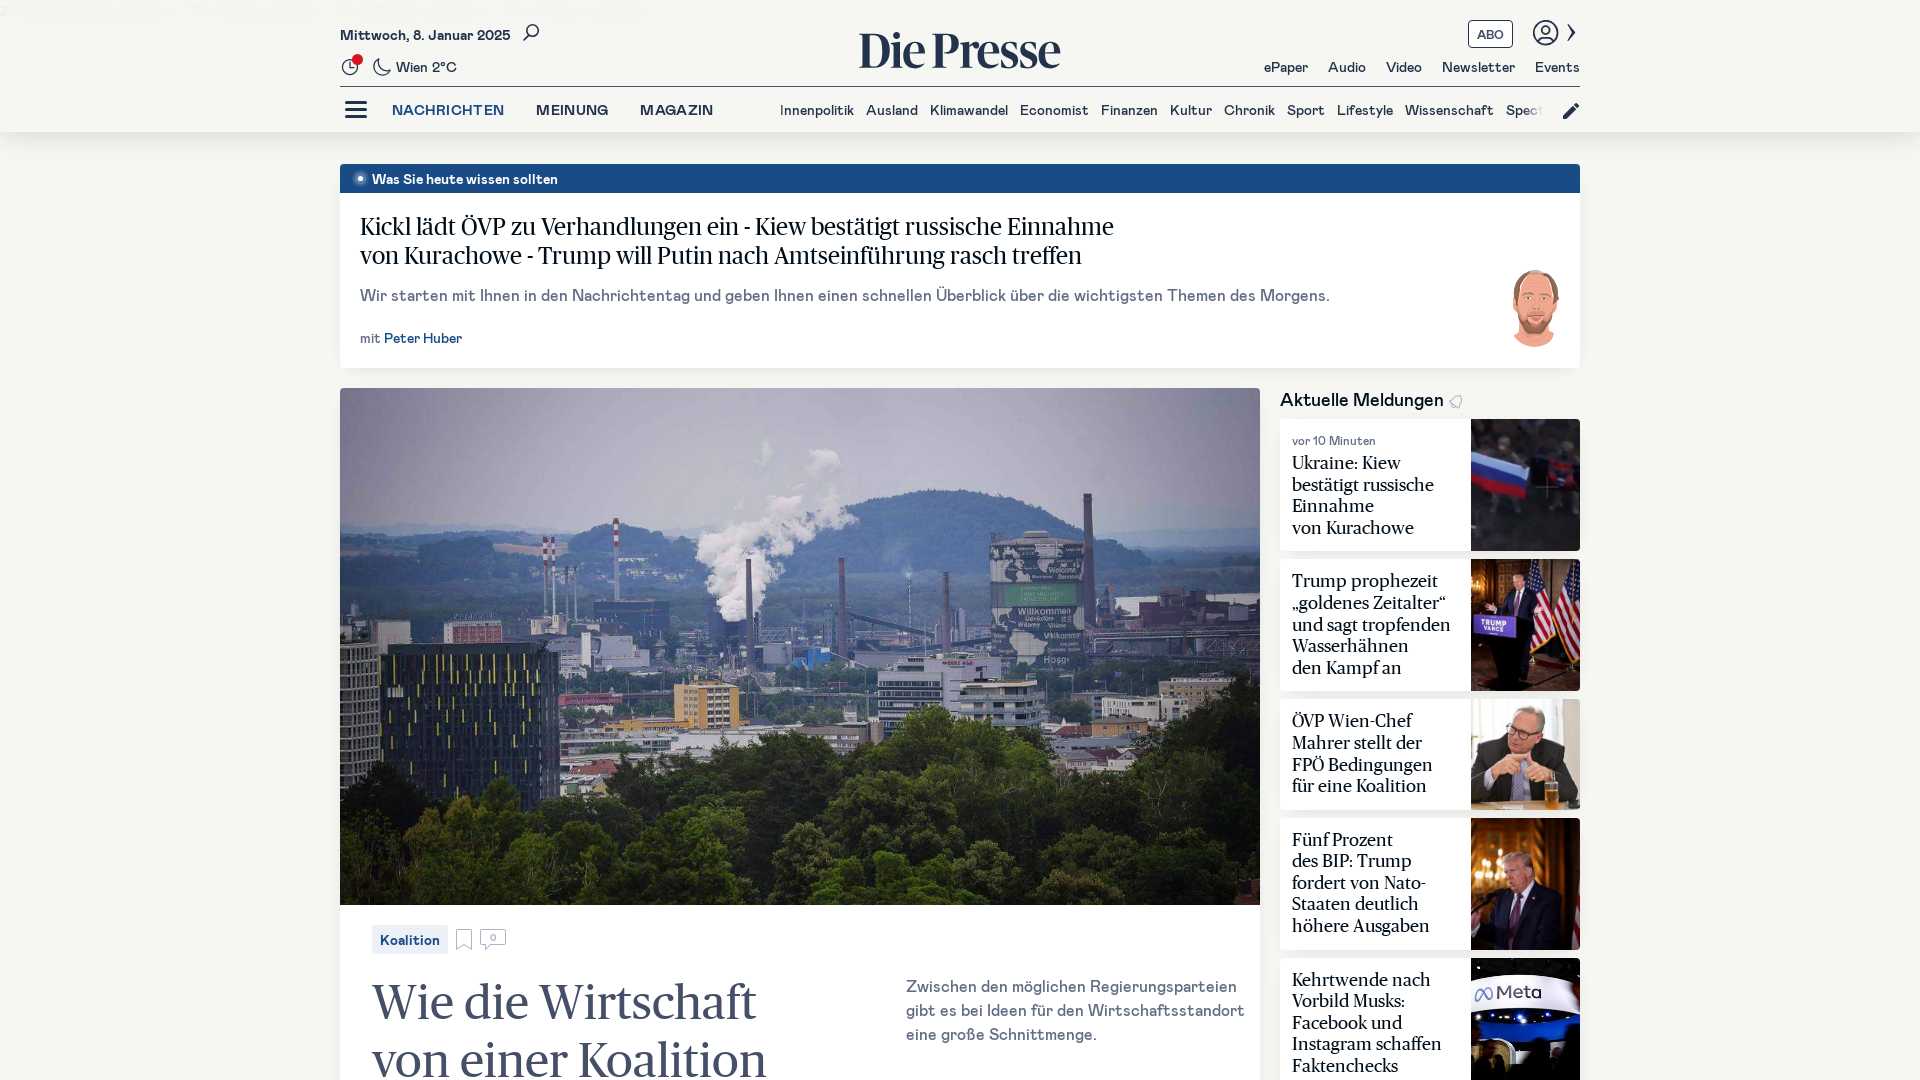 Mittwoch, 8. Januar 2025
Wien 2°C
Die Presse
ABO
ePaper Audio Video Newsletter Events
NACHRICHTEN MEINUNG MAGAZIN
Innenpolitik Ausland Klimawandel Economist Finanzen Kultur Chronik Sport Lifestyle Wissenschaft
Was Sie heute wissen sollten
Kickl lädt ÖVP zu Verhandlungen ein - Kiew bestätigt russische Einnahme
von Kurachowe - Trump will Putin nach Amtseinführung rasch treffen
Wir starten mit Ihnen in den Nachrichtentag und geben Ihnen einen schnellen Überblick über die wichtigsten Themen des Morgens.
mit Peter Huber
Welcome
Willkommen
Koalition
0
Wie die Wirtschaft
von einer Koalition
Zwischen den möglichen Regierungsparteien
gibt es bei Ideen für den Wirtschaftsstandort
eine große Schnittmenge.
Aktuelle Meldungen
vor 10 Minuten
Ukraine: Kiew
bestätigt russische
Einnahme
von Kurachowe
Trump prophezeit
„goldenes Zeitalter“
und sagt tropfenden
Wasserhähnen
den Kampf an
TRUMP
VANCE
ÖVP Wien-Chef
Mahrer stellt der
FPÖ Bedingungen
für eine Koalition
Fünf Prozent
des BIP: Trump
fordert von Nato-
Staaten deutlich
höhere Ausgaben
Kehrtwende nach
Vorbild Musks:
Facebook und
Instagram schaffen
Faktenchecks
Meta